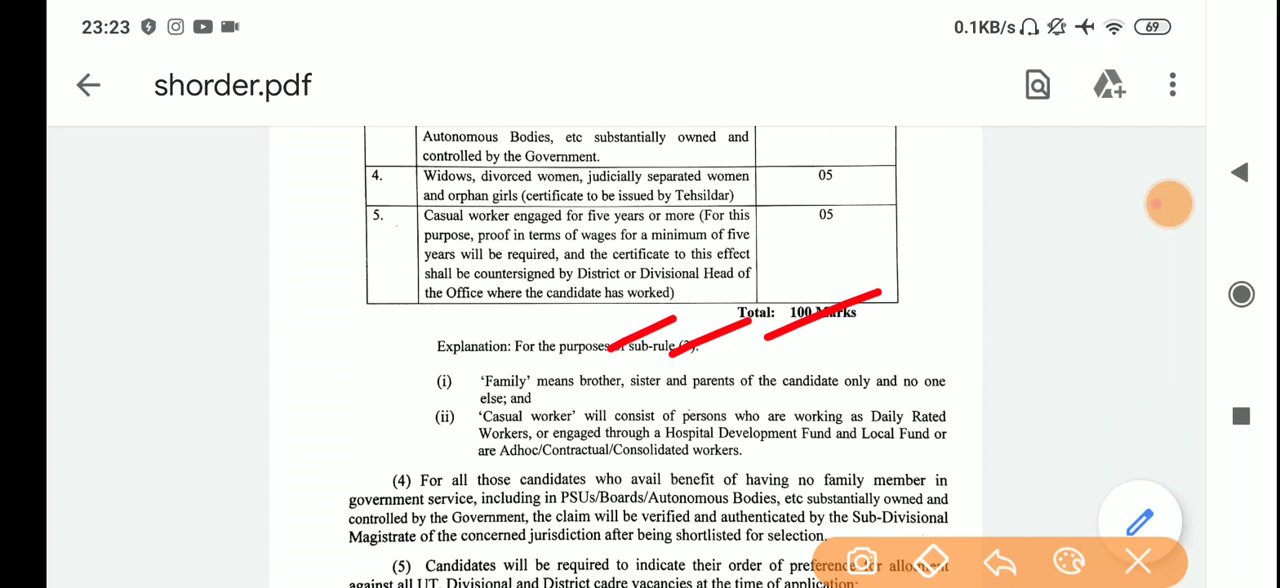 23:23 0.1KB/s 69
shorder.pdf
Autonomous Bodies, etc substantially owned and
controlled by the Government.
4. Widows, divorced women, judicially separated women 05
and orphan girls (certificate to be issued by Tehsildar)
5. Casual worker engaged for five years or more (For this 05
purpose, proof in terms of wages for a minimum of five
years will be required, and the certificate to this effect
shall be countersigned by District or Divisional Head of
the Office where the candidate has worked)
Total: 100 Marks
Explanation: For the purposes sub-rule
(i) ‘Family’ means brother, sister and parents of the candidate only and no one
else; and
(ii) ‘Casual worker’ will consist of persons who are working as Daily Rated
Workers, or engaged through a Hospital Development Fund and Local Fund or
are Adhoc/Contractual/Consolidated workers.
(4) For all those candidates who avail benefit of having no family member in
government service, including in PSUs/Boards/Autonomous Bodies, etc substantially owned and
controlled by the Government, the claim will be verified and authenticated by the Sub-Divisional
Magistrate of the concerned jurisdiction after being shortlisted for selection.
(5) Candidates will be required to indicate their order of preference for allotment
against all UT, Divisional and District cadre vacancies at the time of application;